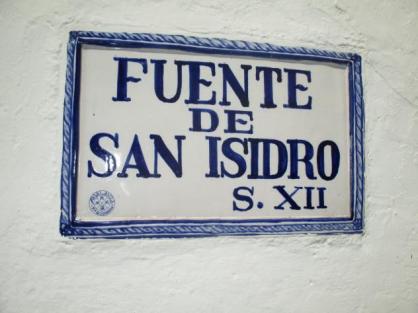 FUENTE
DE
SAN ISIDRO
S. XII